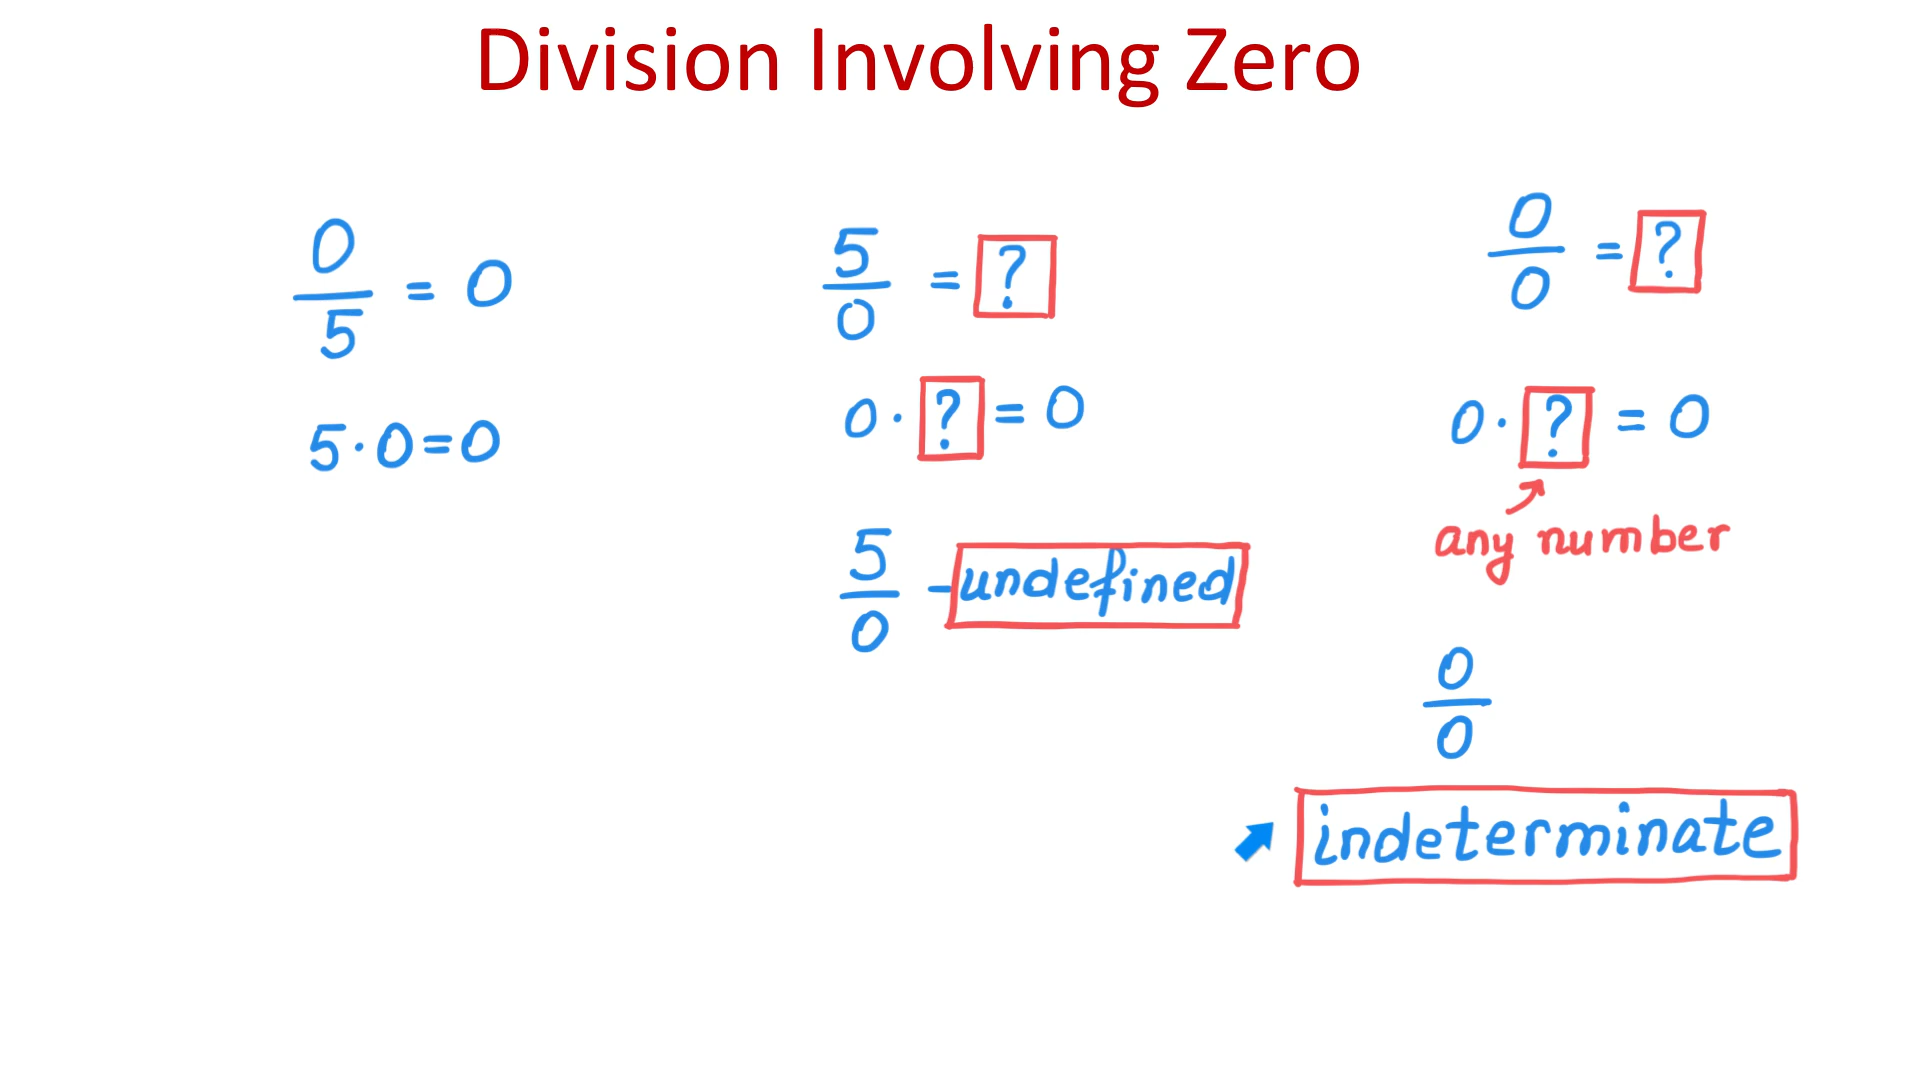 Division Involving Zero
0/5 = 0
5·0=0
5/0 = ?
0·? = 0
5/0 - undefined
0/0 = ?
0·? = 0
any number
0/0
indeterminate